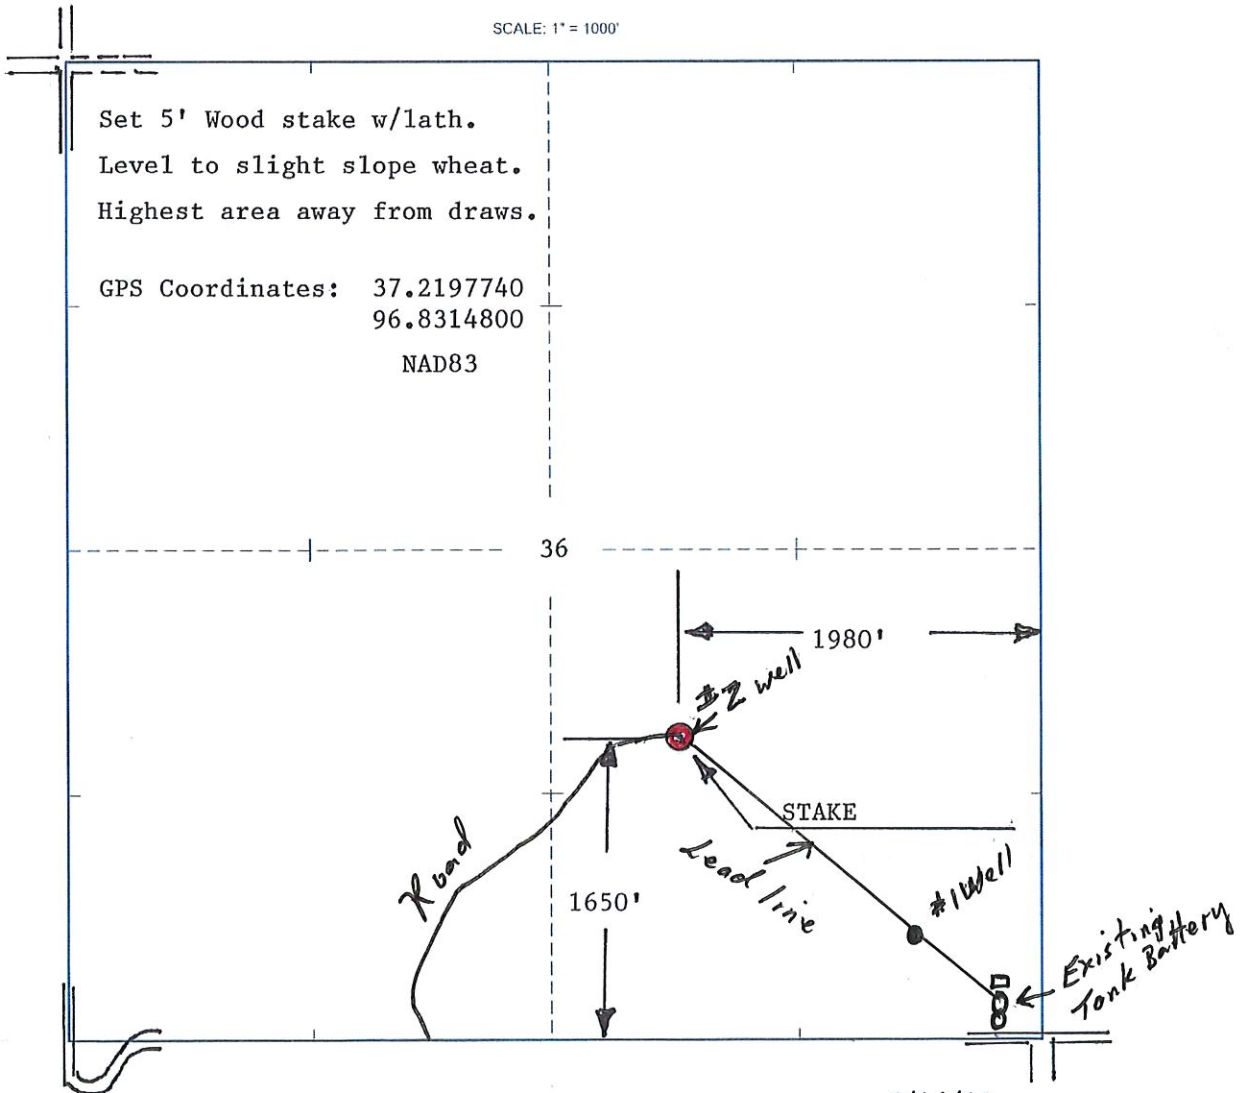 SCALE: 1" = 1000'
Set 5' Wood stake w/lath.
Level to slight slope wheat.
Highest area away from draws.
GPS Coordinates: 37.2197740
96.8314800
NAD83
36
1980'
#2 well
STAKE
Lead line
Road
1650'
#1 Well
Existing
Tank Battery